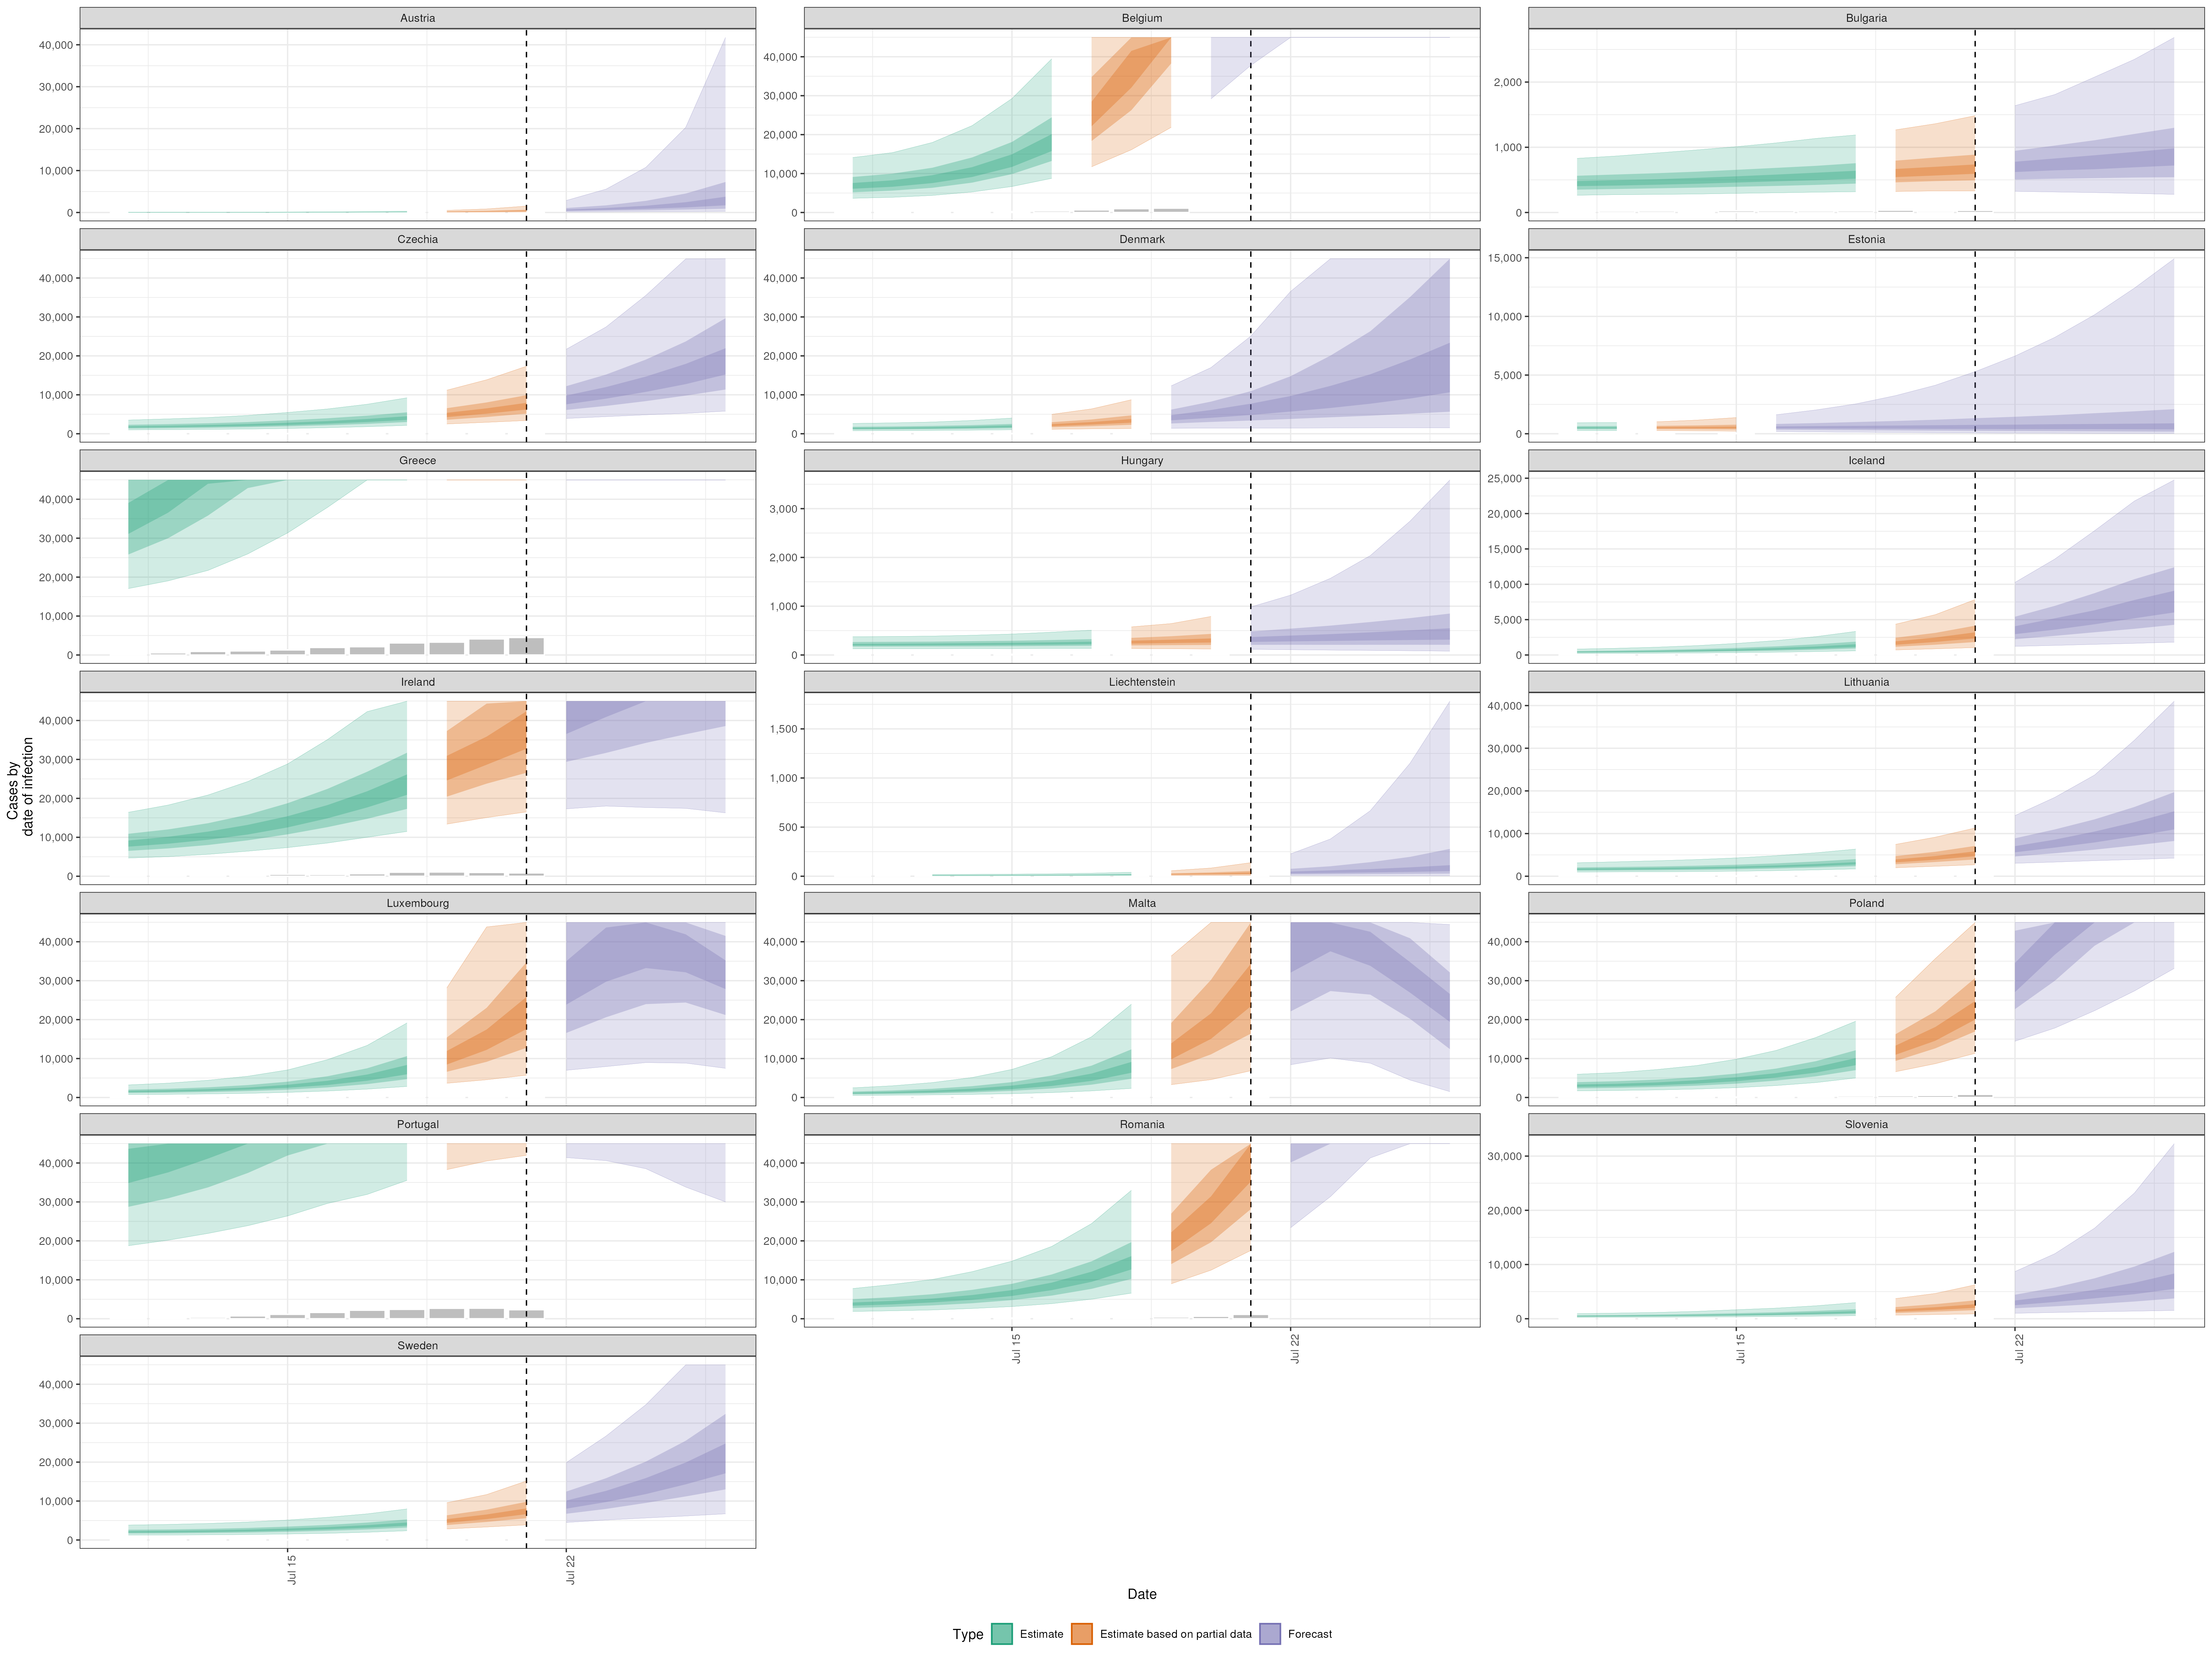 Austria
Belgium
Bulgaria
40,000
30,000
20,000
10,000
0
40,000
30,000
20,000
10,000
0
2,000
1,000
0
Czechia
Denmark
Estonia
40,000
30,000
20,000
10,000
0
40,000
30,000
20,000
10,000
0
15,000
10,000
5,000
0
Greece
Hungary
Iceland
40,000
30,000
20,000
10,000
0
3,000
2,000
1,000
0
25,000
20,000
15,000
10,000
5,000
0
Ireland
Liechtenstein
Lithuania
40,000
30,000
20,000
10,000
0
1,500
1,000
500
0
40,000
30,000
20,000
10,000
0
Cases by
date of infection
Luxembourg
Malta
Poland
40,000
30,000
20,000
10,000
0
40,000
30,000
20,000
10,000
0
40,000
30,000
20,000
10,000
0
Portugal
Romania
Slovenia
40,000
30,000
20,000
10,000
0
40,000
30,000
20,000
10,000
0
30,000
20,000
10,000
0
Jul 15
Jul 22
Jul 15
Jul 22
Sweden
40,000
30,000
20,000
10,000
0
Jul 15
Jul 22
Date
Type
Estimate
Estimate based on partial data
Forecast